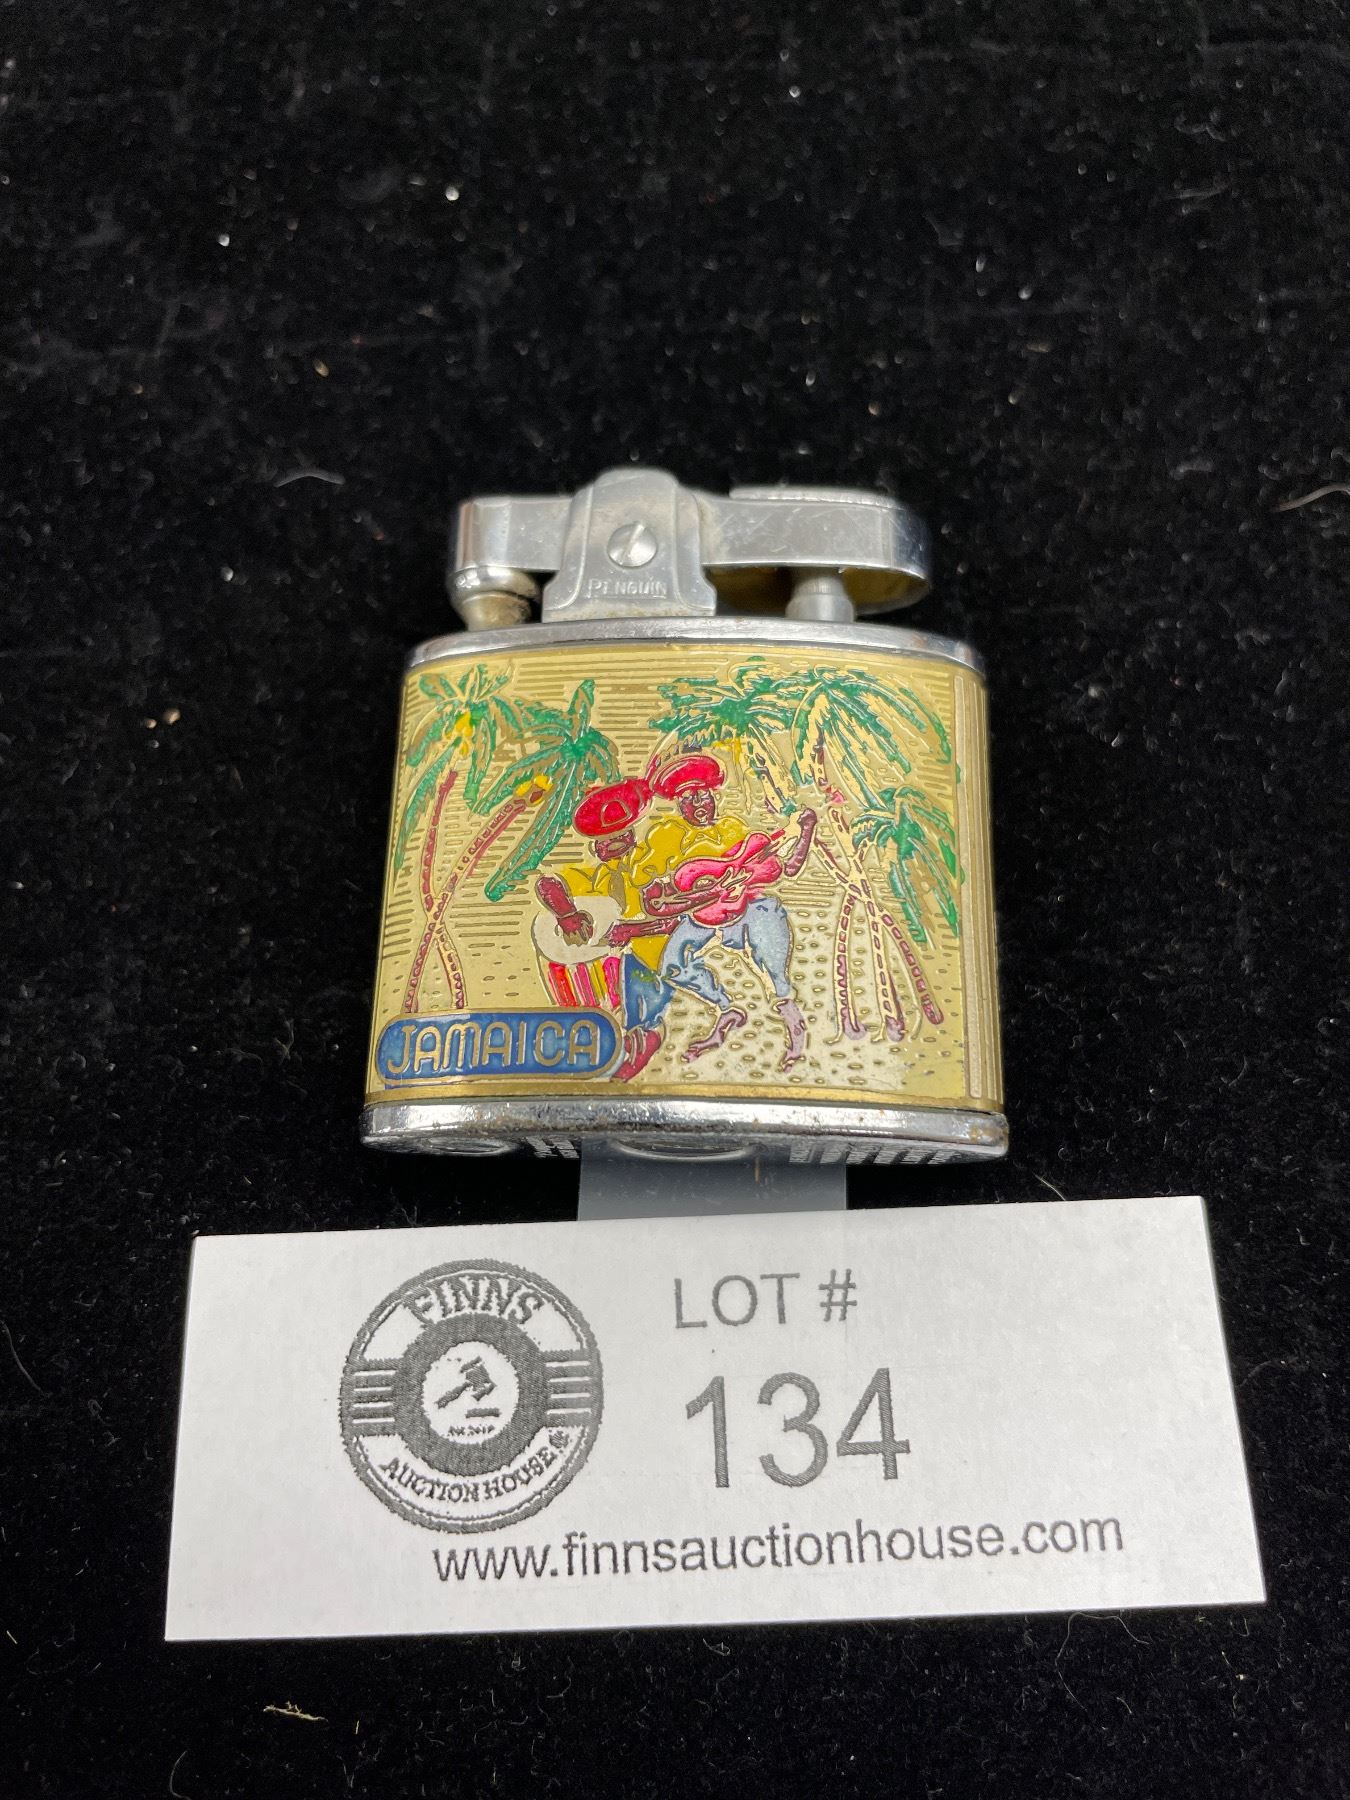 PENGUIN
JAMAICA
FINNS
AUCTION HOUSE
LOT #
134
www.finnsauctionhouse.com